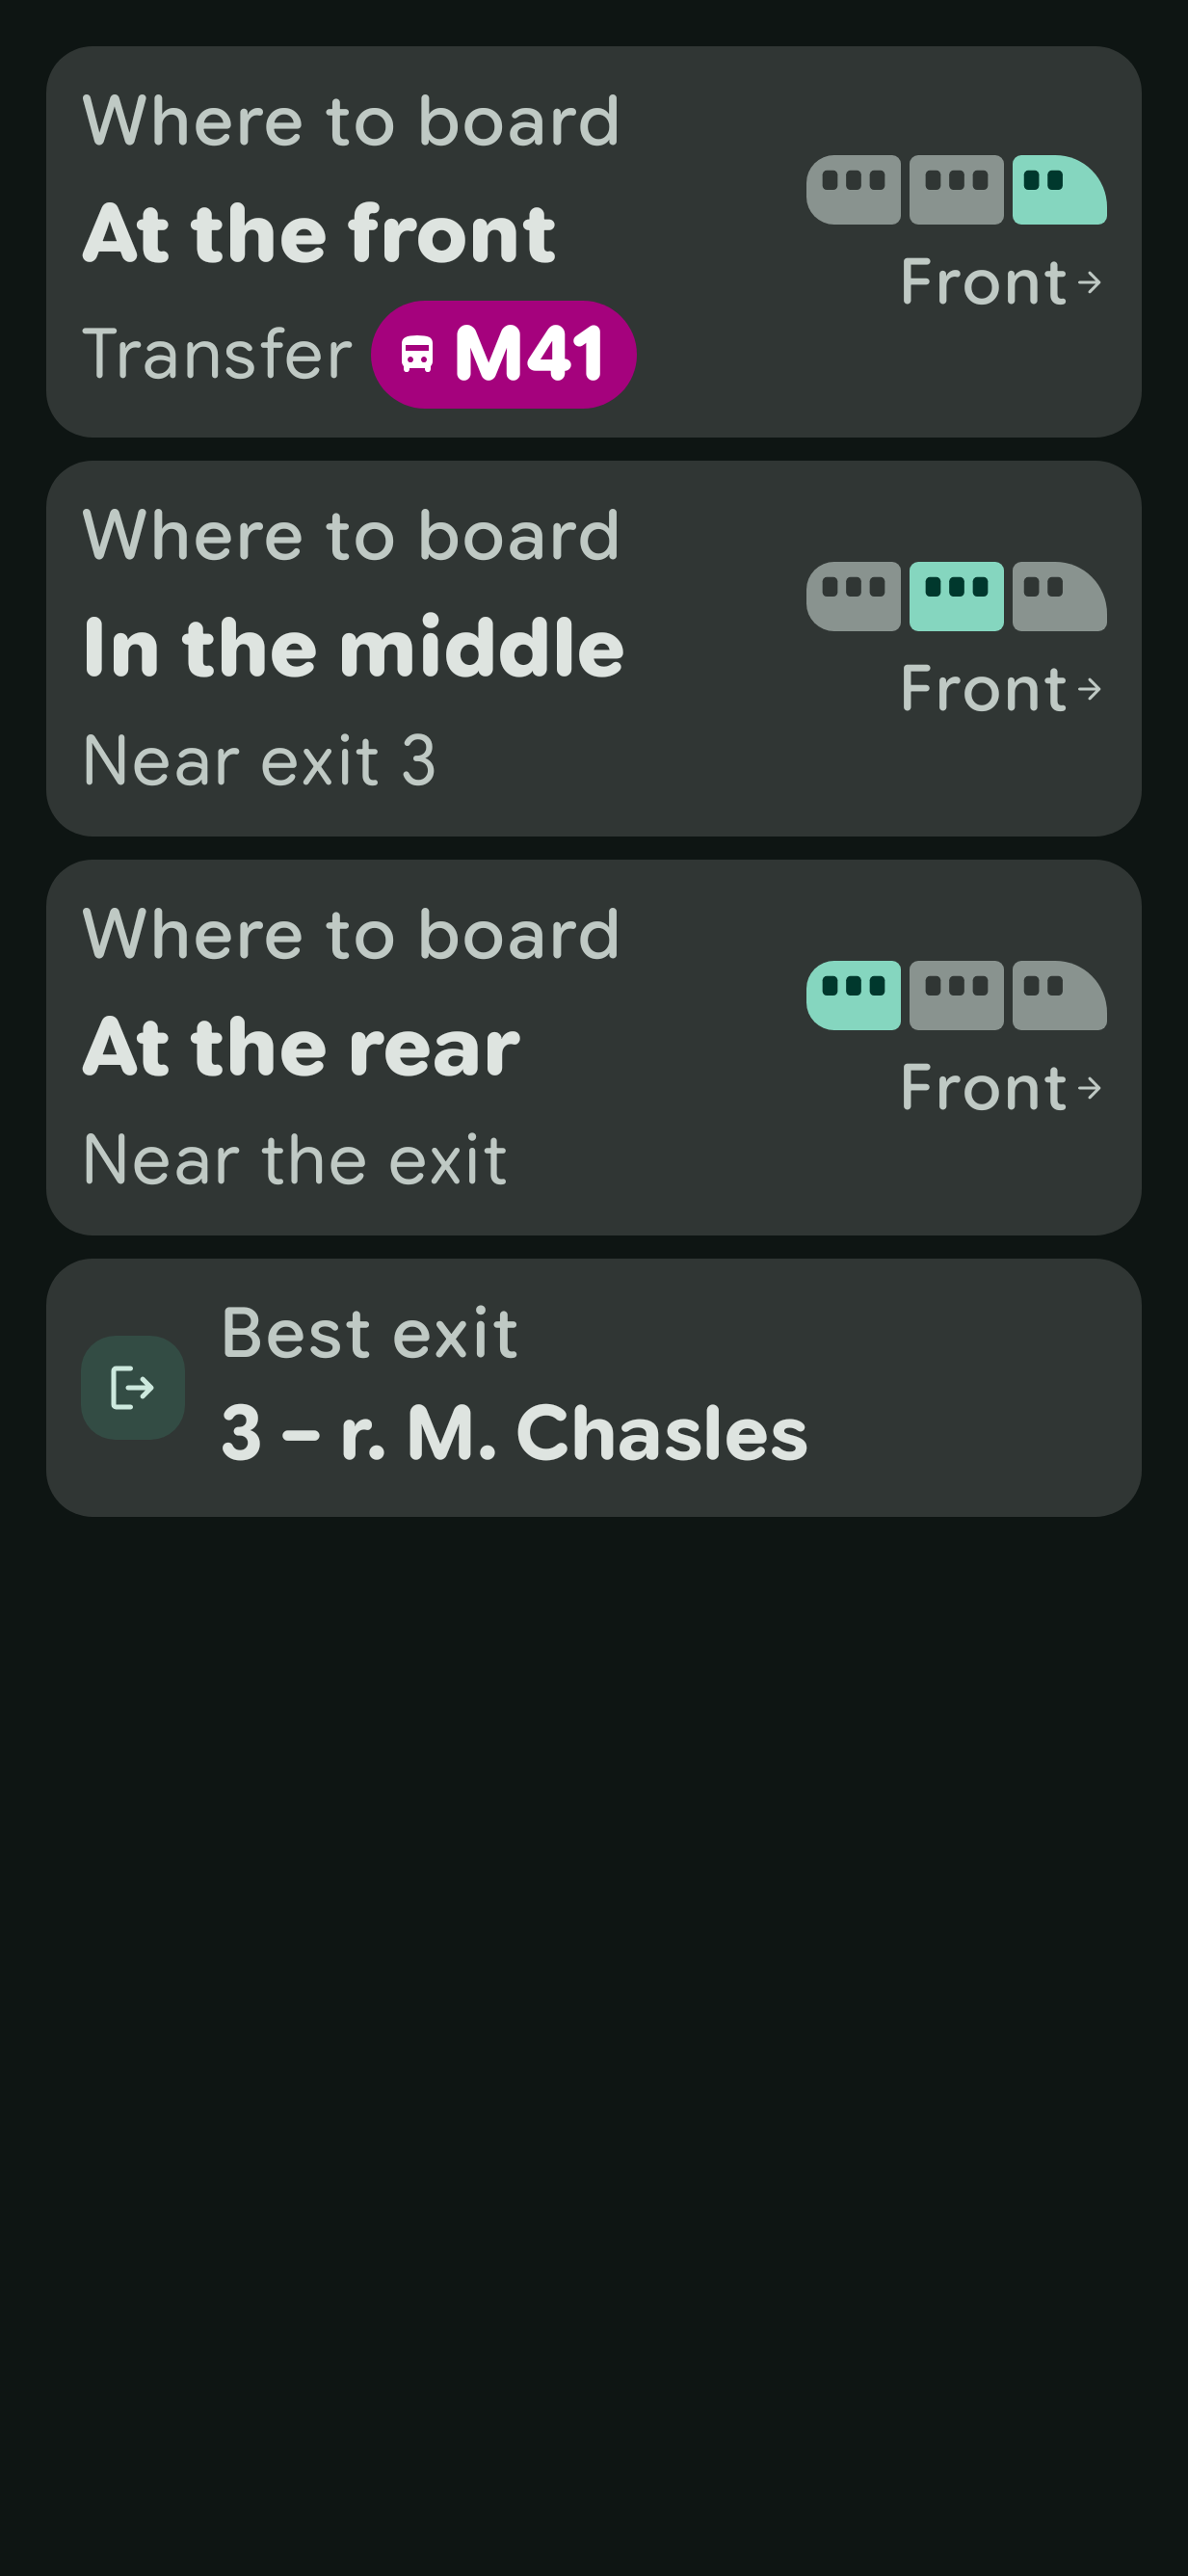 Where to board
At the front
Front
Transfer M41
Where to board
In the middle
Front
Near exit 3
Where to board
At the rear
Front
Near the exit
Best exit
3 – r. M. Chasles